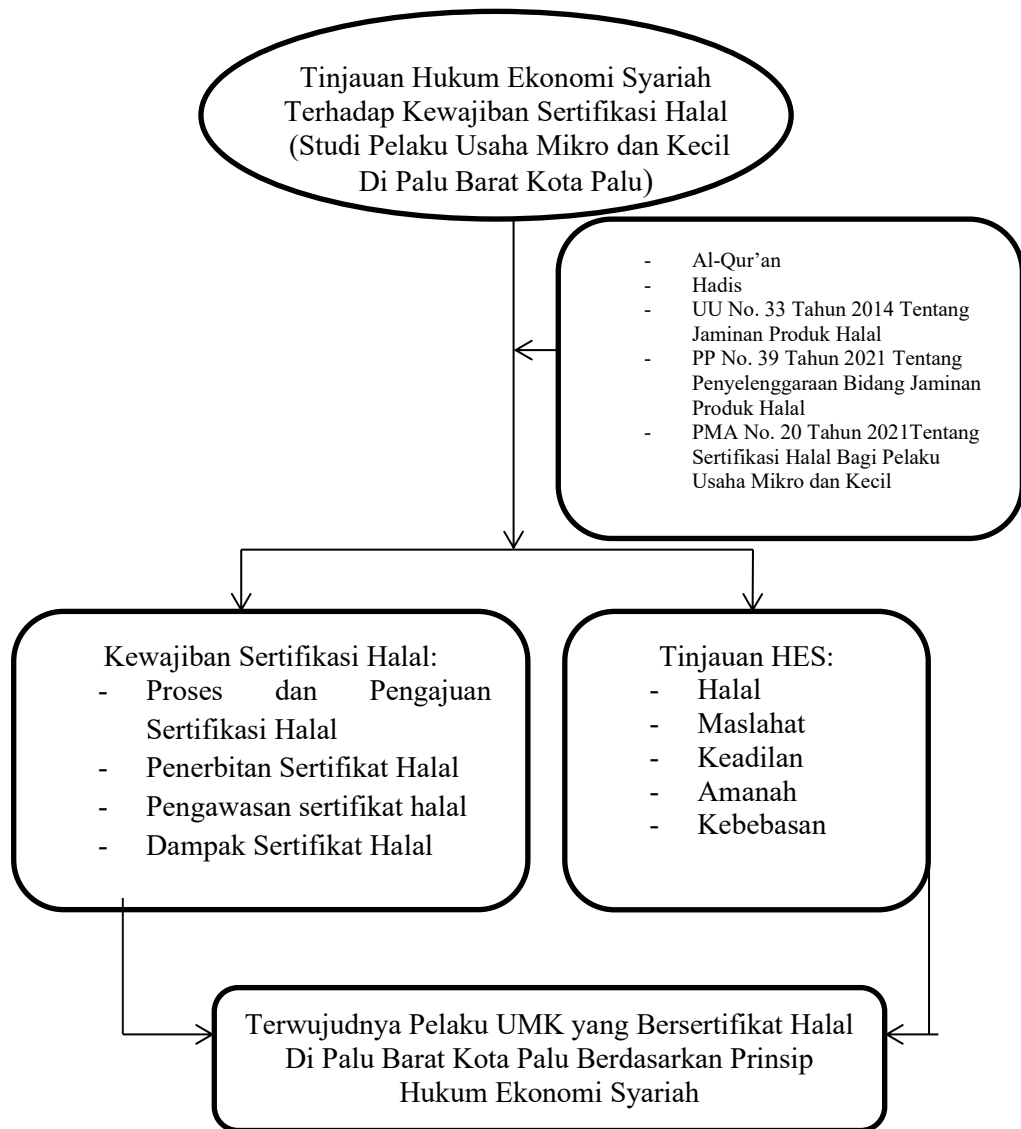 Tinjauan Hukum Ekonomi Syariah
Terhadap Kewajiban Sertifikasi Halal
(Studi Pelaku Usaha Mikro dan Kecil
Di Palu Barat Kota Palu)
- Al-Qur’an
- Hadis
- UU No. 33 Tahun 2014 Tentang
Jaminan Produk Halal
- PP No. 39 Tahun 2021 Tentang
Penyelenggaraan Bidang Jaminan
Produk Halal
- PMA No. 20 Tahun 2021Tentang
Sertifikasi Halal Bagi Pelaku
Usaha Mikro dan Kecil
Kewajiban Sertifikasi Halal:
- Proses dan Pengajuan
Sertifikasi Halal
- Penerbitan Sertifikat Halal
- Pengawasan sertifikat halal
- Dampak Sertifikat Halal
Tinjauan HES:
- Halal
- Maslahat
- Keadilan
- Amanah
- Kebebasan
Terwujudnya Pelaku UMK yang Bersertifikat Halal
Di Palu Barat Kota Palu Berdasarkan Prinsip
Hukum Ekonomi Syariah